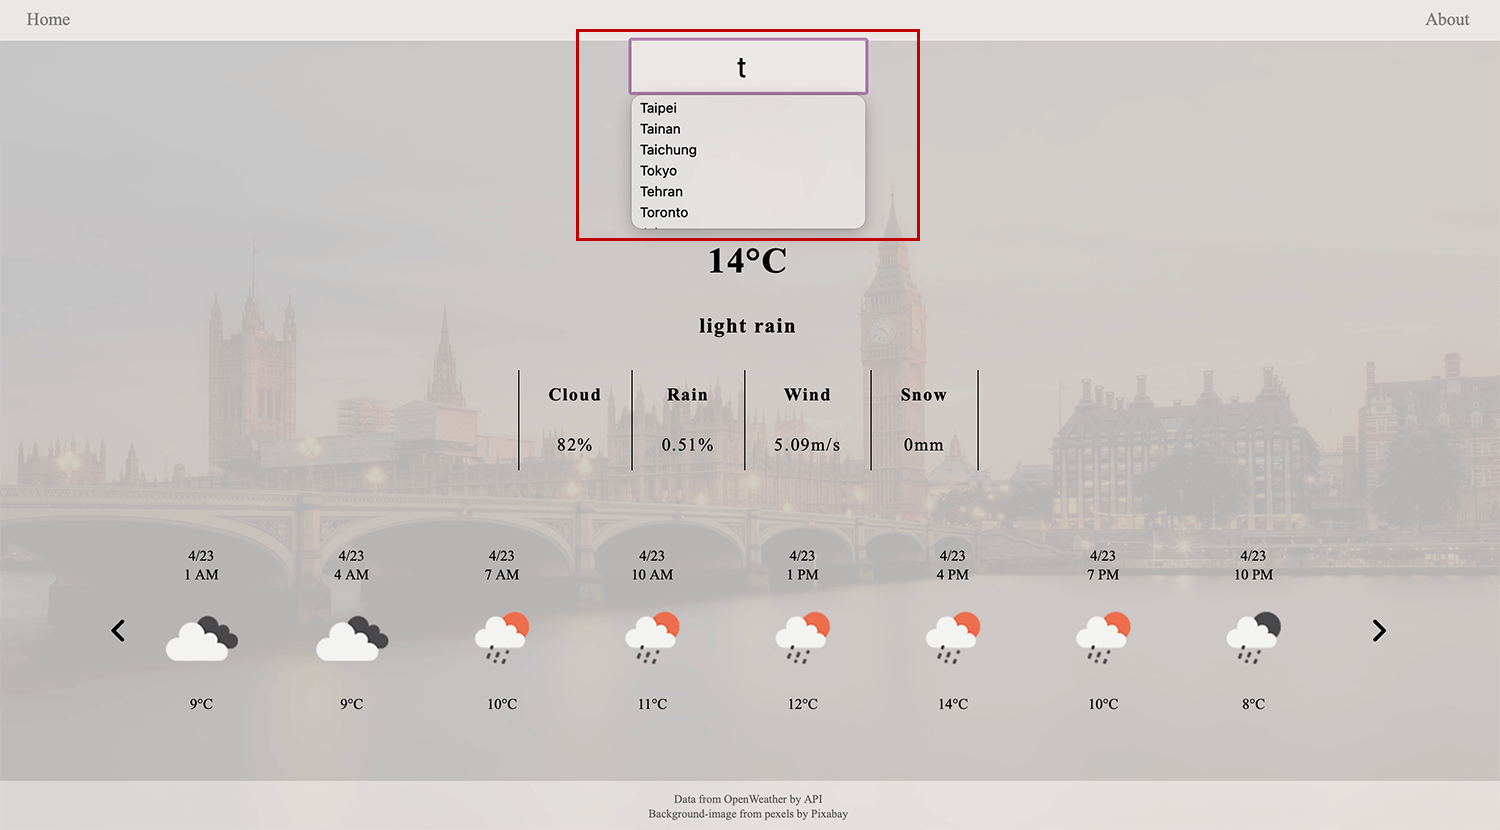 Home About
t
Taipei
Tainan
Taichung
Tokyo
Tehran
Toronto
14°C
light rain
Cloud Rain Wind Snow
82% 0.51% 5.09m/s 0mm
4/23 4/23 4/23 4/23 4/23 4/23 4/23 4/23
1 AM 4 AM 7 AM 10 AM 1 PM 4 PM 7 PM 10 PM
9°C 9°C 10°C 11°C 12°C 14°C 10°C 8°C
Data from OpenWeather by API
Background-image from pexels by Pixabay